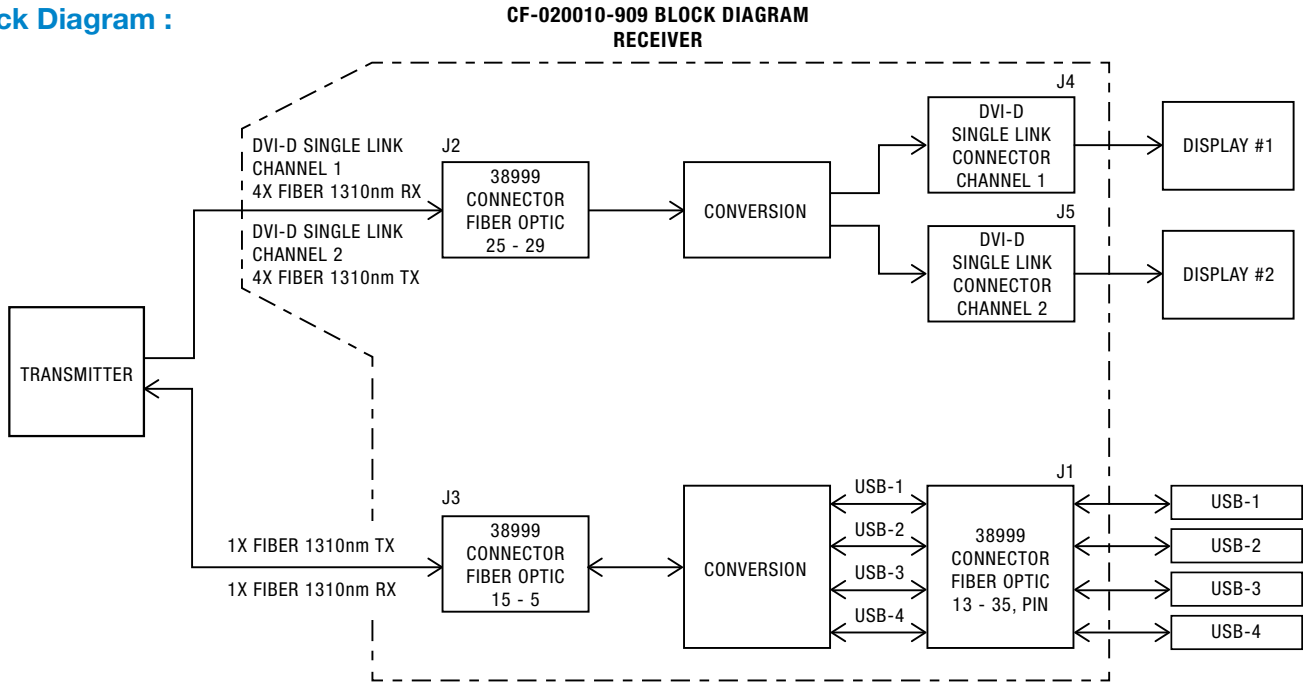 ck Diagram :
CF-020010-909 BLOCK DIAGRAM
RECEIVER
DVI-D SINGLE LINK
CHANNEL 1
4X FIBER 1310nm RX
DVI-D SINGLE LINK
CHANNEL 2
4X FIBER 1310nm TX
J2
38999
CONNECTOR
FIBER OPTIC
25 - 29
CONVERSION
J4
DVI-D
SINGLE LINK
CONNECTOR
CHANNEL 1
DISPLAY #1
J5
DVI-D
SINGLE LINK
CONNECTOR
CHANNEL 2
DISPLAY #2
TRANSMITTER
1X FIBER 1310nm TX
1X FIBER 1310nm RX
J3
38999
CONNECTOR
FIBER OPTIC
15 - 5
CONVERSION
USB-1
USB-2
USB-3
USB-4
J1
38999
CONNECTOR
FIBER OPTIC
13 - 35, PIN
USB-1
USB-2
USB-3
USB-4